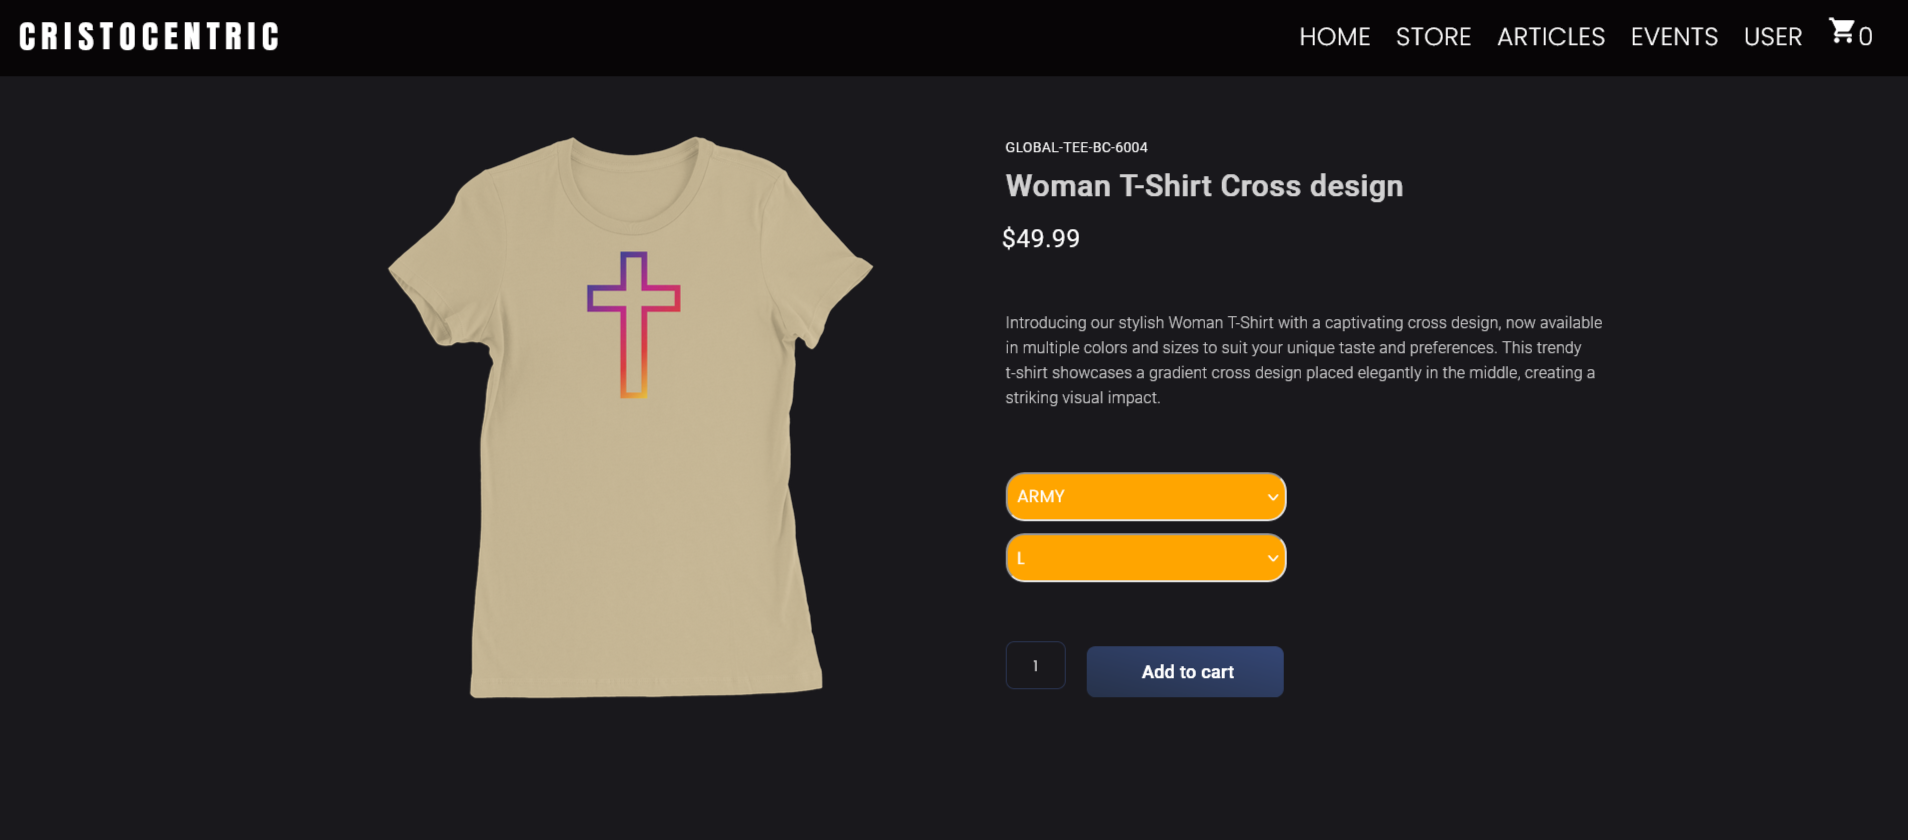 CRISTOCENTRIC
HOME STORE ARTICLES EVENTS USER 0
GLOBAL-TEE-BC-6004
Woman T-Shirt Cross design
$49.99
Introducing our stylish Woman T-Shirt with a captivating cross design, now available
in multiple colors and sizes to suit your unique taste and preferences. This trendy
t-shirt showcases a gradient cross design placed elegantly in the middle, creating a
striking visual impact.
ARMY
L
1 Add to cart